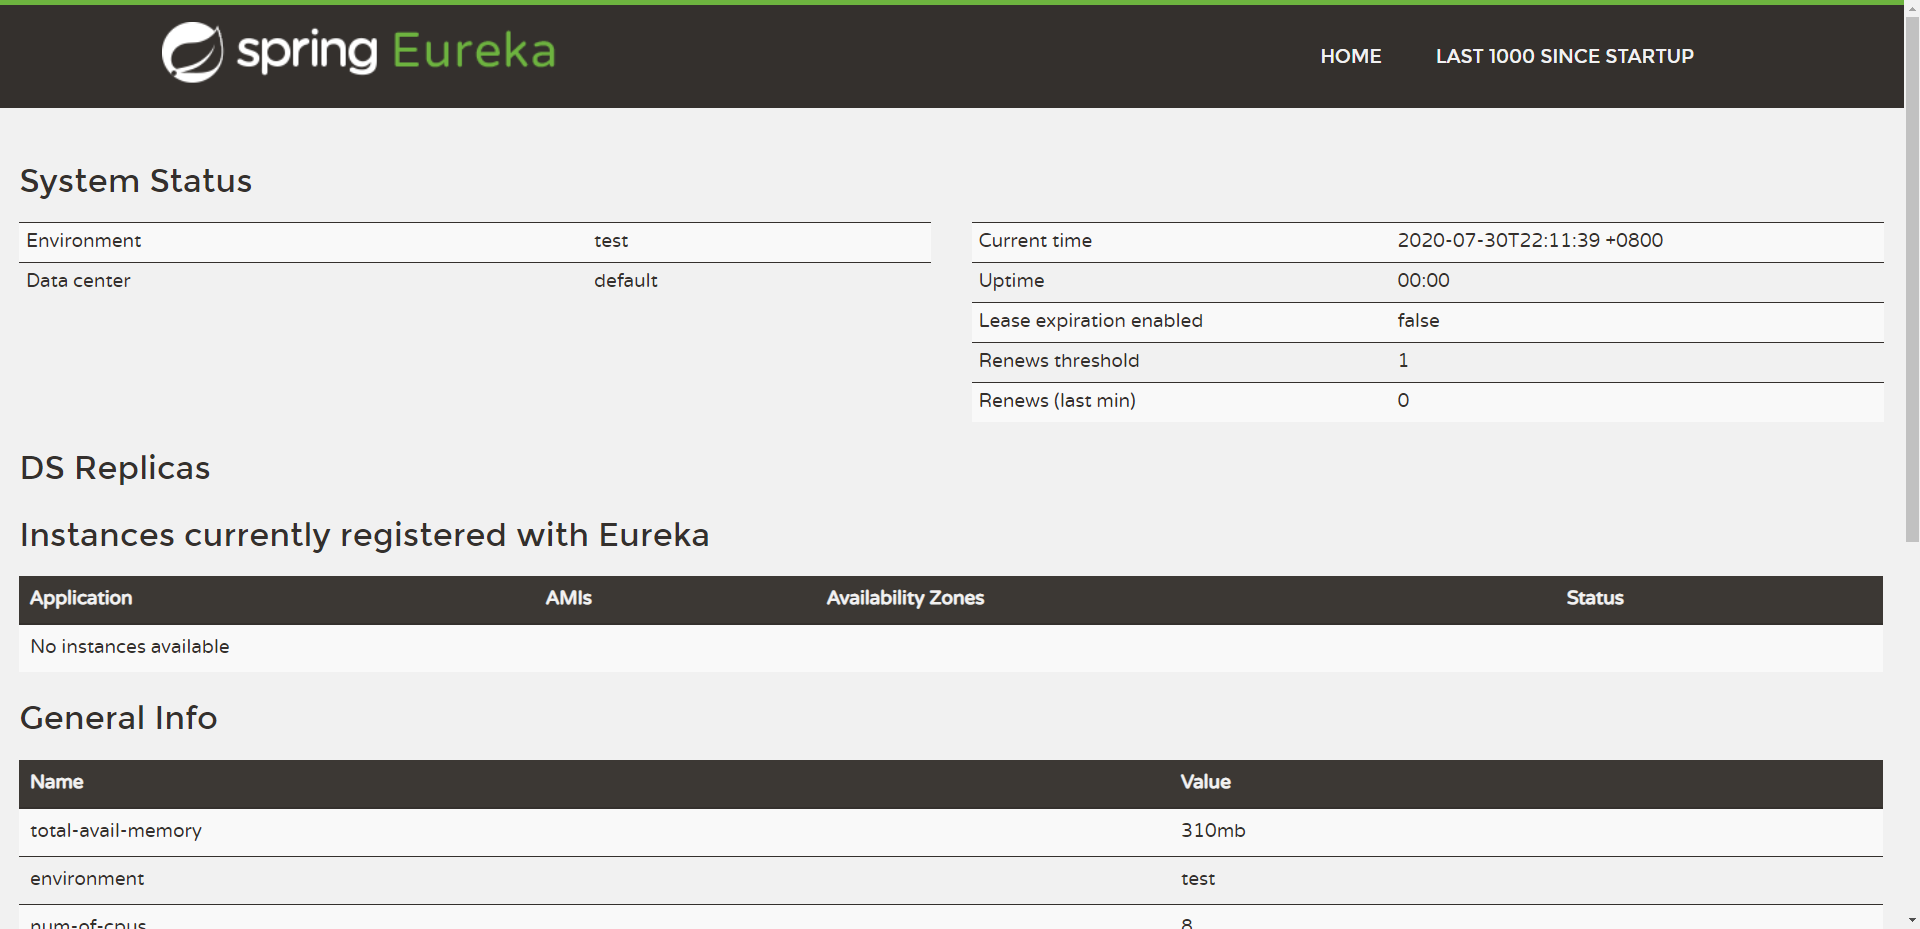 spring Eureka
HOME LAST 1000 SINCE STARTUP
System Status
Environment test
Data center default
Current time 2020-07-30T22:11:39 +0800
Uptime 00:00
Lease expiration enabled false
Renews threshold 1
Renews (last min) 0
DS Replicas
Instances currently registered with Eureka
Application AMIs Availability Zones Status
No instances available
General Info
Name Value
total-avail-memory 310mb
environment test
num-of-cpus 8